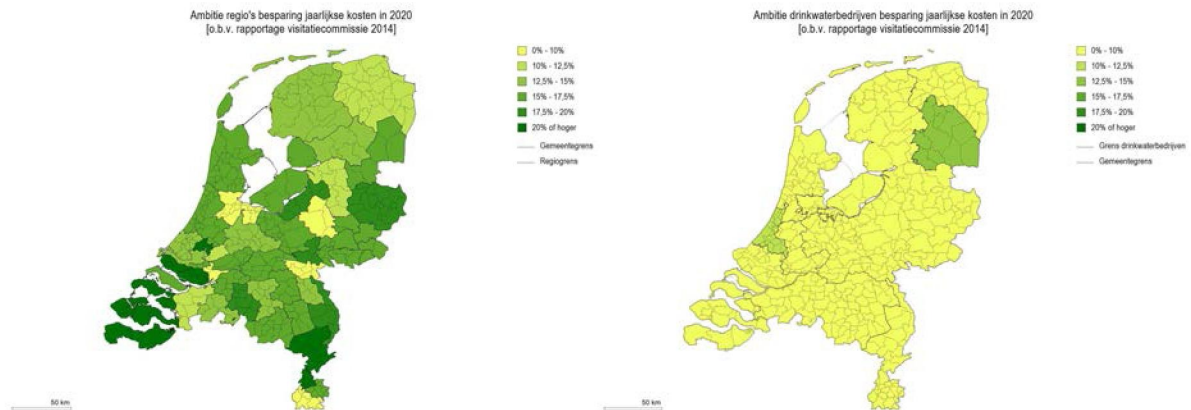 Ambitie regio's besparing jaarlijkse kosten in 2020
[o.b.v. rapportage visitatiecommissie 2014]
0% - 10%
10% - 12,5%
12,5% - 15%
15% - 17,5%
17,5% - 20%
20% of hoger
Gemeentegrens
Regiogrens
50 km
Ambitie drinkwaterbedrijven besparing jaarlijkse kosten in 2020
[o.b.v. rapportage visitatiecommissie 2014]
0% - 10%
10% - 12,5%
12,5% - 15%
15% - 17,5%
17,5% - 20%
20% of hoger
Grens drinkwaterbedrijven
Gemeentegrens
50 km